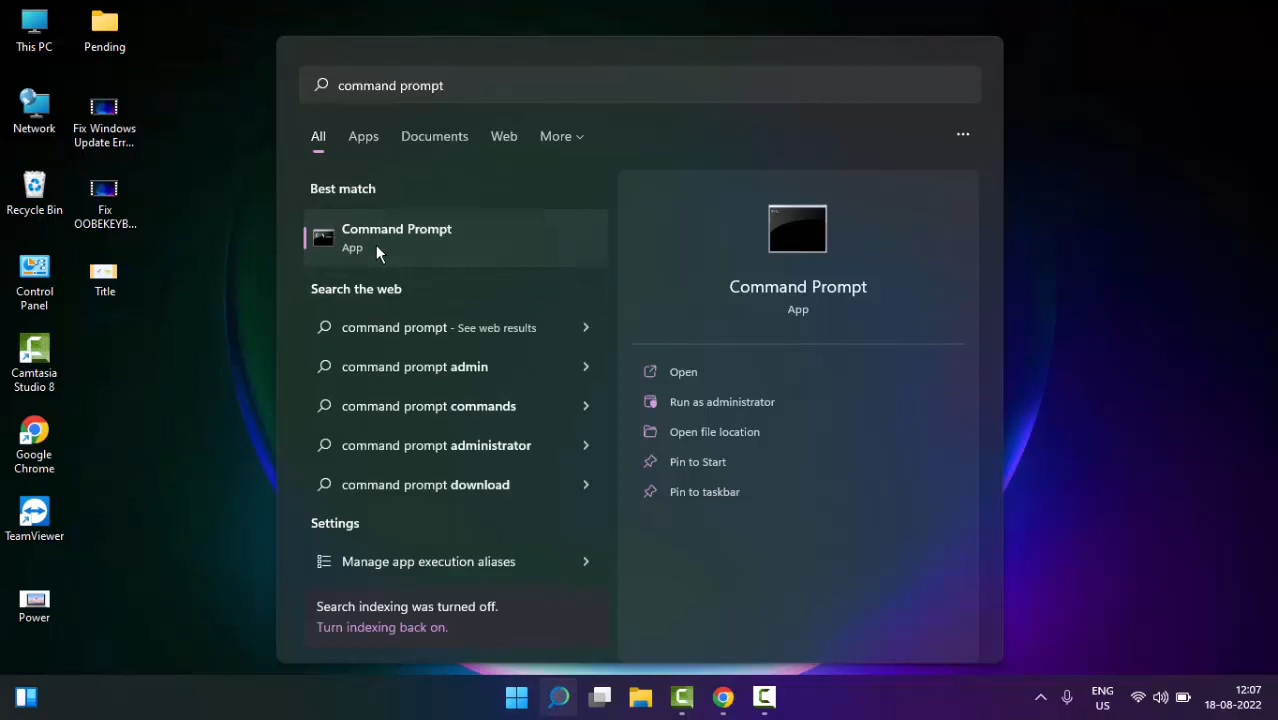 This PC
Pending
Network
Fix Windows
Update Err...
Recycle Bin
Fix
OOBEKEYB...
Control
Panel
Title
Camtasia
Studio 8
Google
Chrome
TeamViewer
Power
command prompt
All
Apps
Documents
Web
More
Best match
Command Prompt
App
Search the web
command prompt - See web results
command prompt admin
command prompt commands
command prompt administrator
command prompt download
Settings
Manage app execution aliases
Search indexing was turned off.
Turn indexing back on.
Command Prompt
App
Open
Run as administrator
Open file location
Pin to Start
Pin to taskbar
ENG
US
12:07
18-08-2022